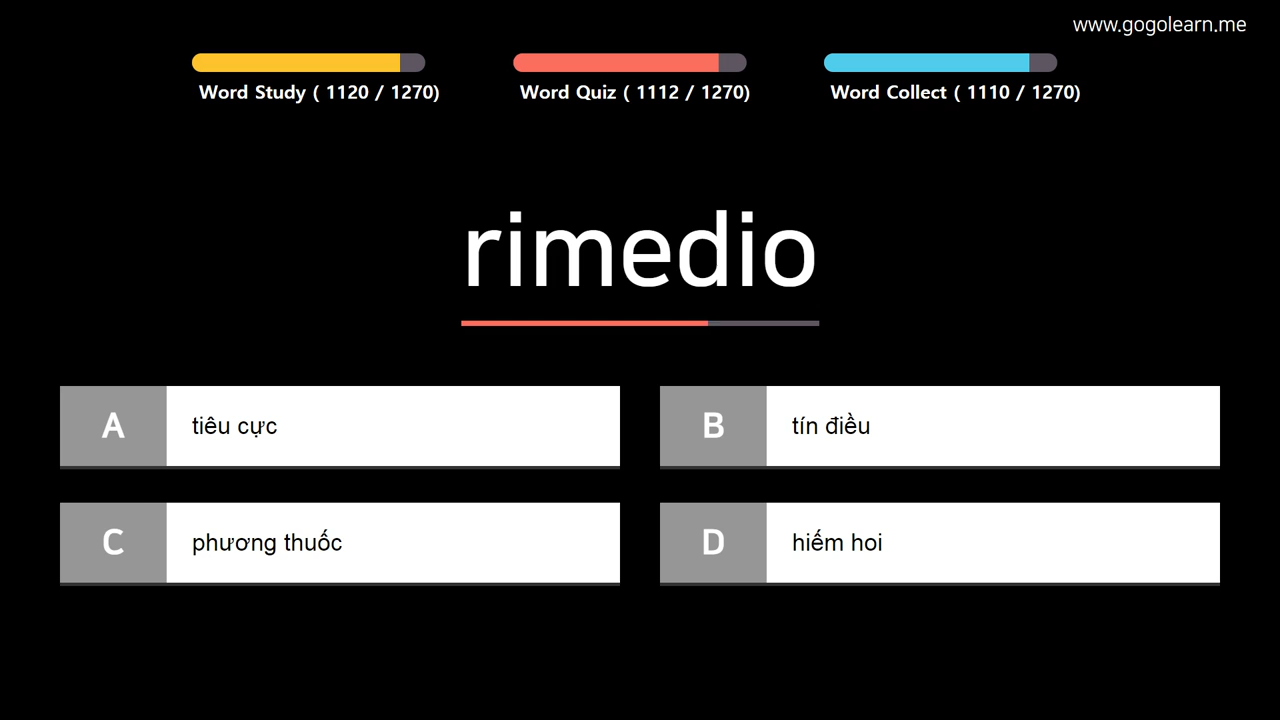 www.gogolearn.me
Word Study ( 1120 / 1270)
Word Quiz ( 1112 / 1270)
Word Collect ( 1110 / 1270)
rimedio
A tiêu cực
B tín điều
C phương thuốc
D hiếm hoi